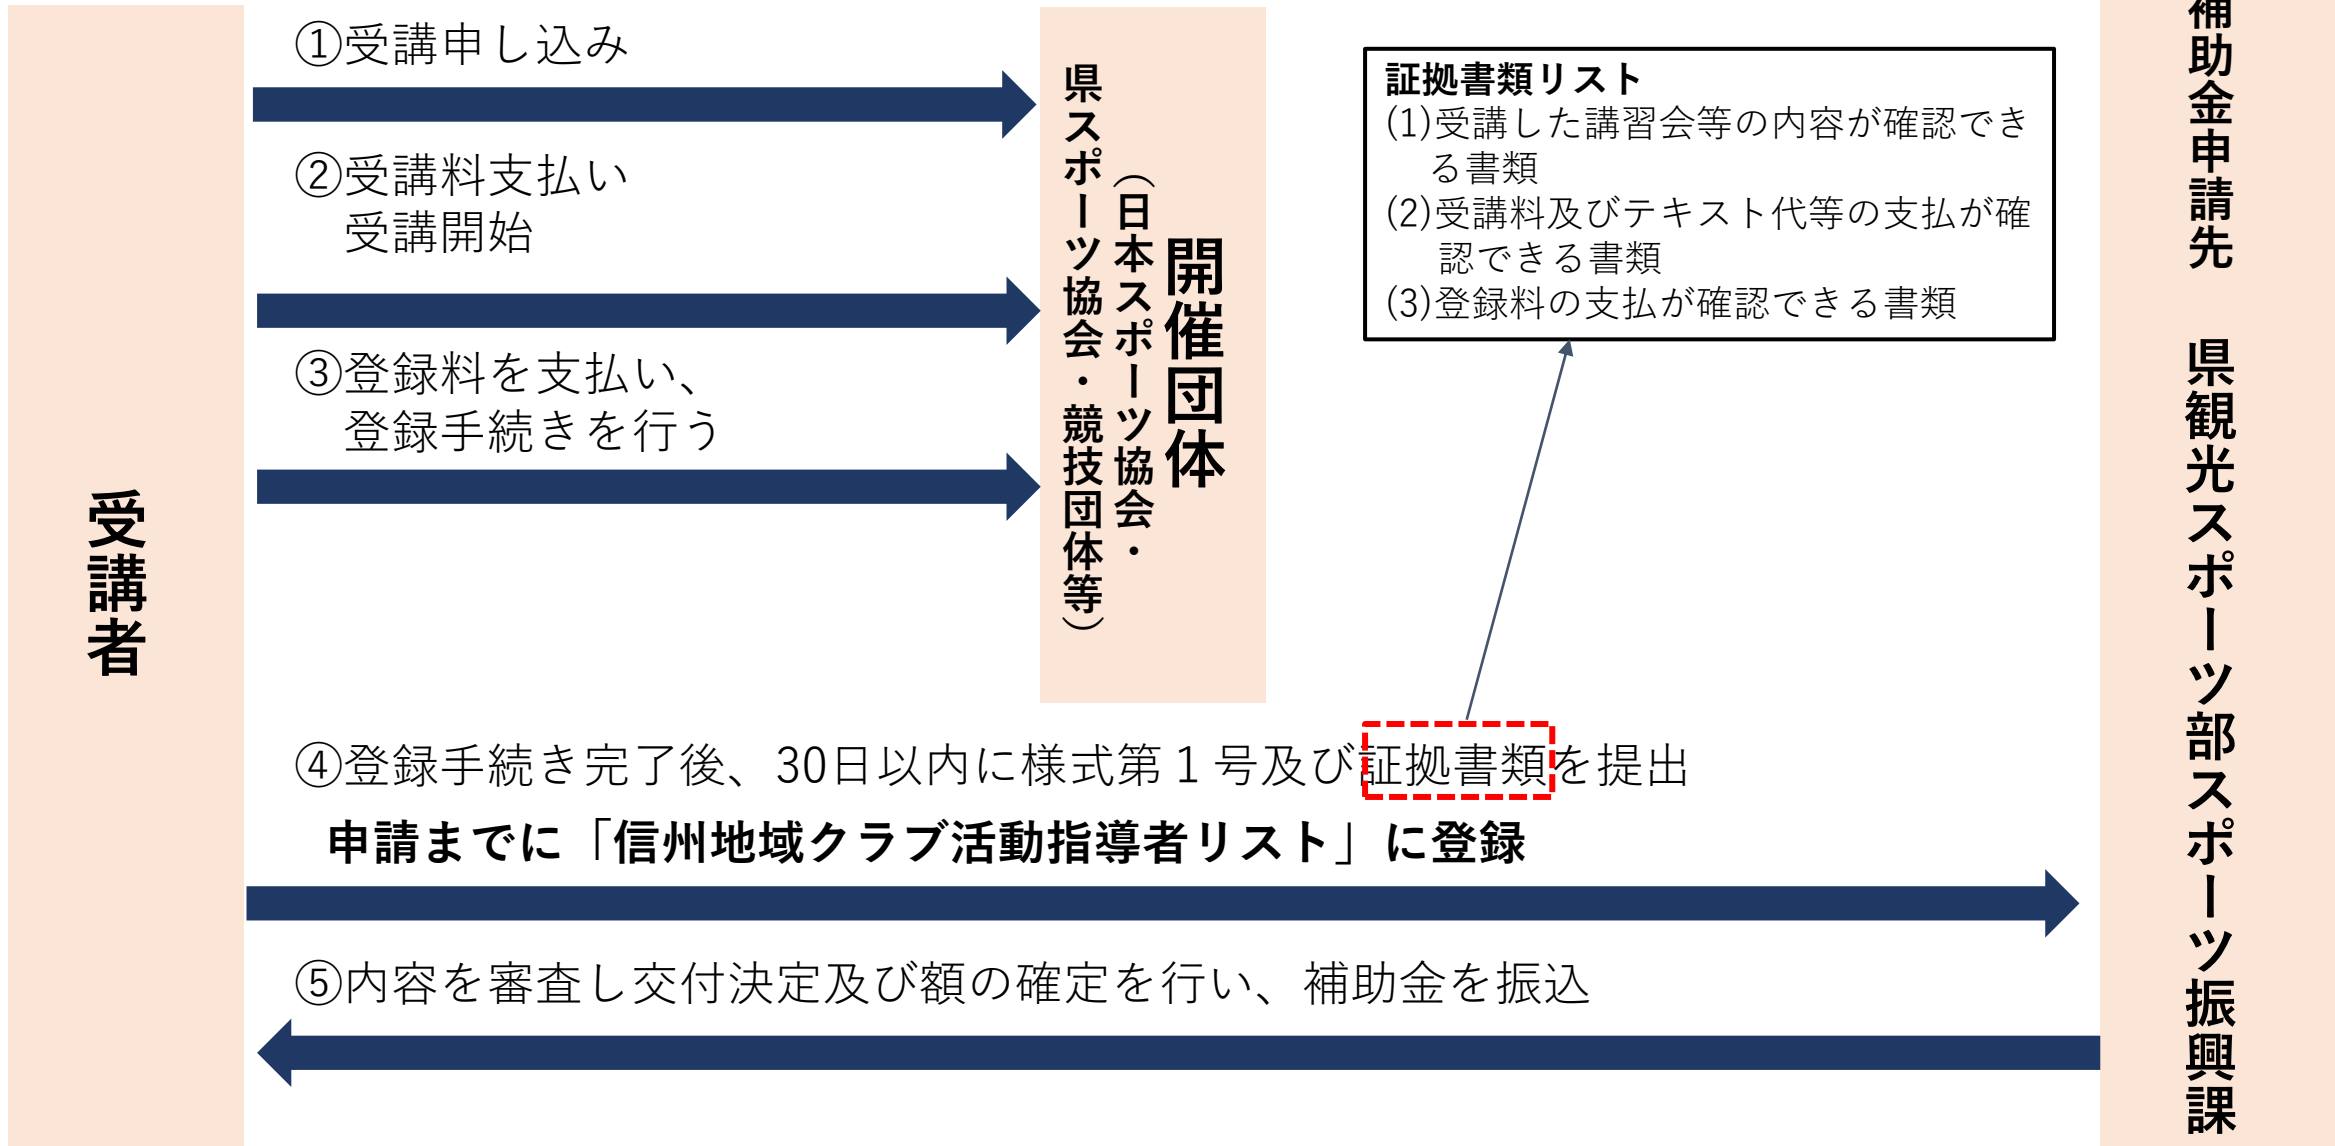 受講者
①受講申し込み
②受講料支払い
受講開始
③登録料を支払い、
登録手続きを行う
開催団体
（日本スポーツ協会・
県スポーツ協会・競技団体等）
証拠書類リスト
(1)受講した講習会等の内容が確認でき
る書類
(2)受講料及びテキスト代等の支払が確
認できる書類
(3)登録料の支払が確認できる書類
④登録手続き完了後、30日以内に様式第１号及び証拠書類を提出
申請までに「信州地域クラブ活動指導者リスト」に登録
⑤内容を審査し交付決定及び額の確定を行い、補助金を振込
補助金申請先　県観光スポーツ部スポーツ振興課